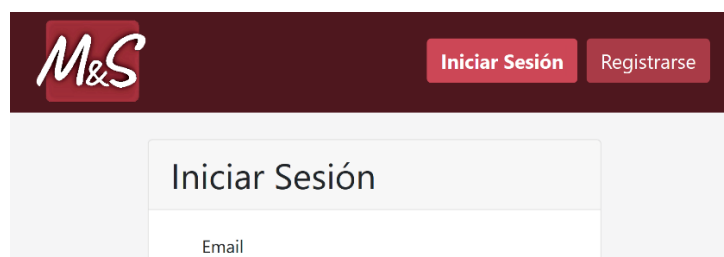 M&S
Iniciar Sesión
Registrarse
Iniciar Sesión
Email